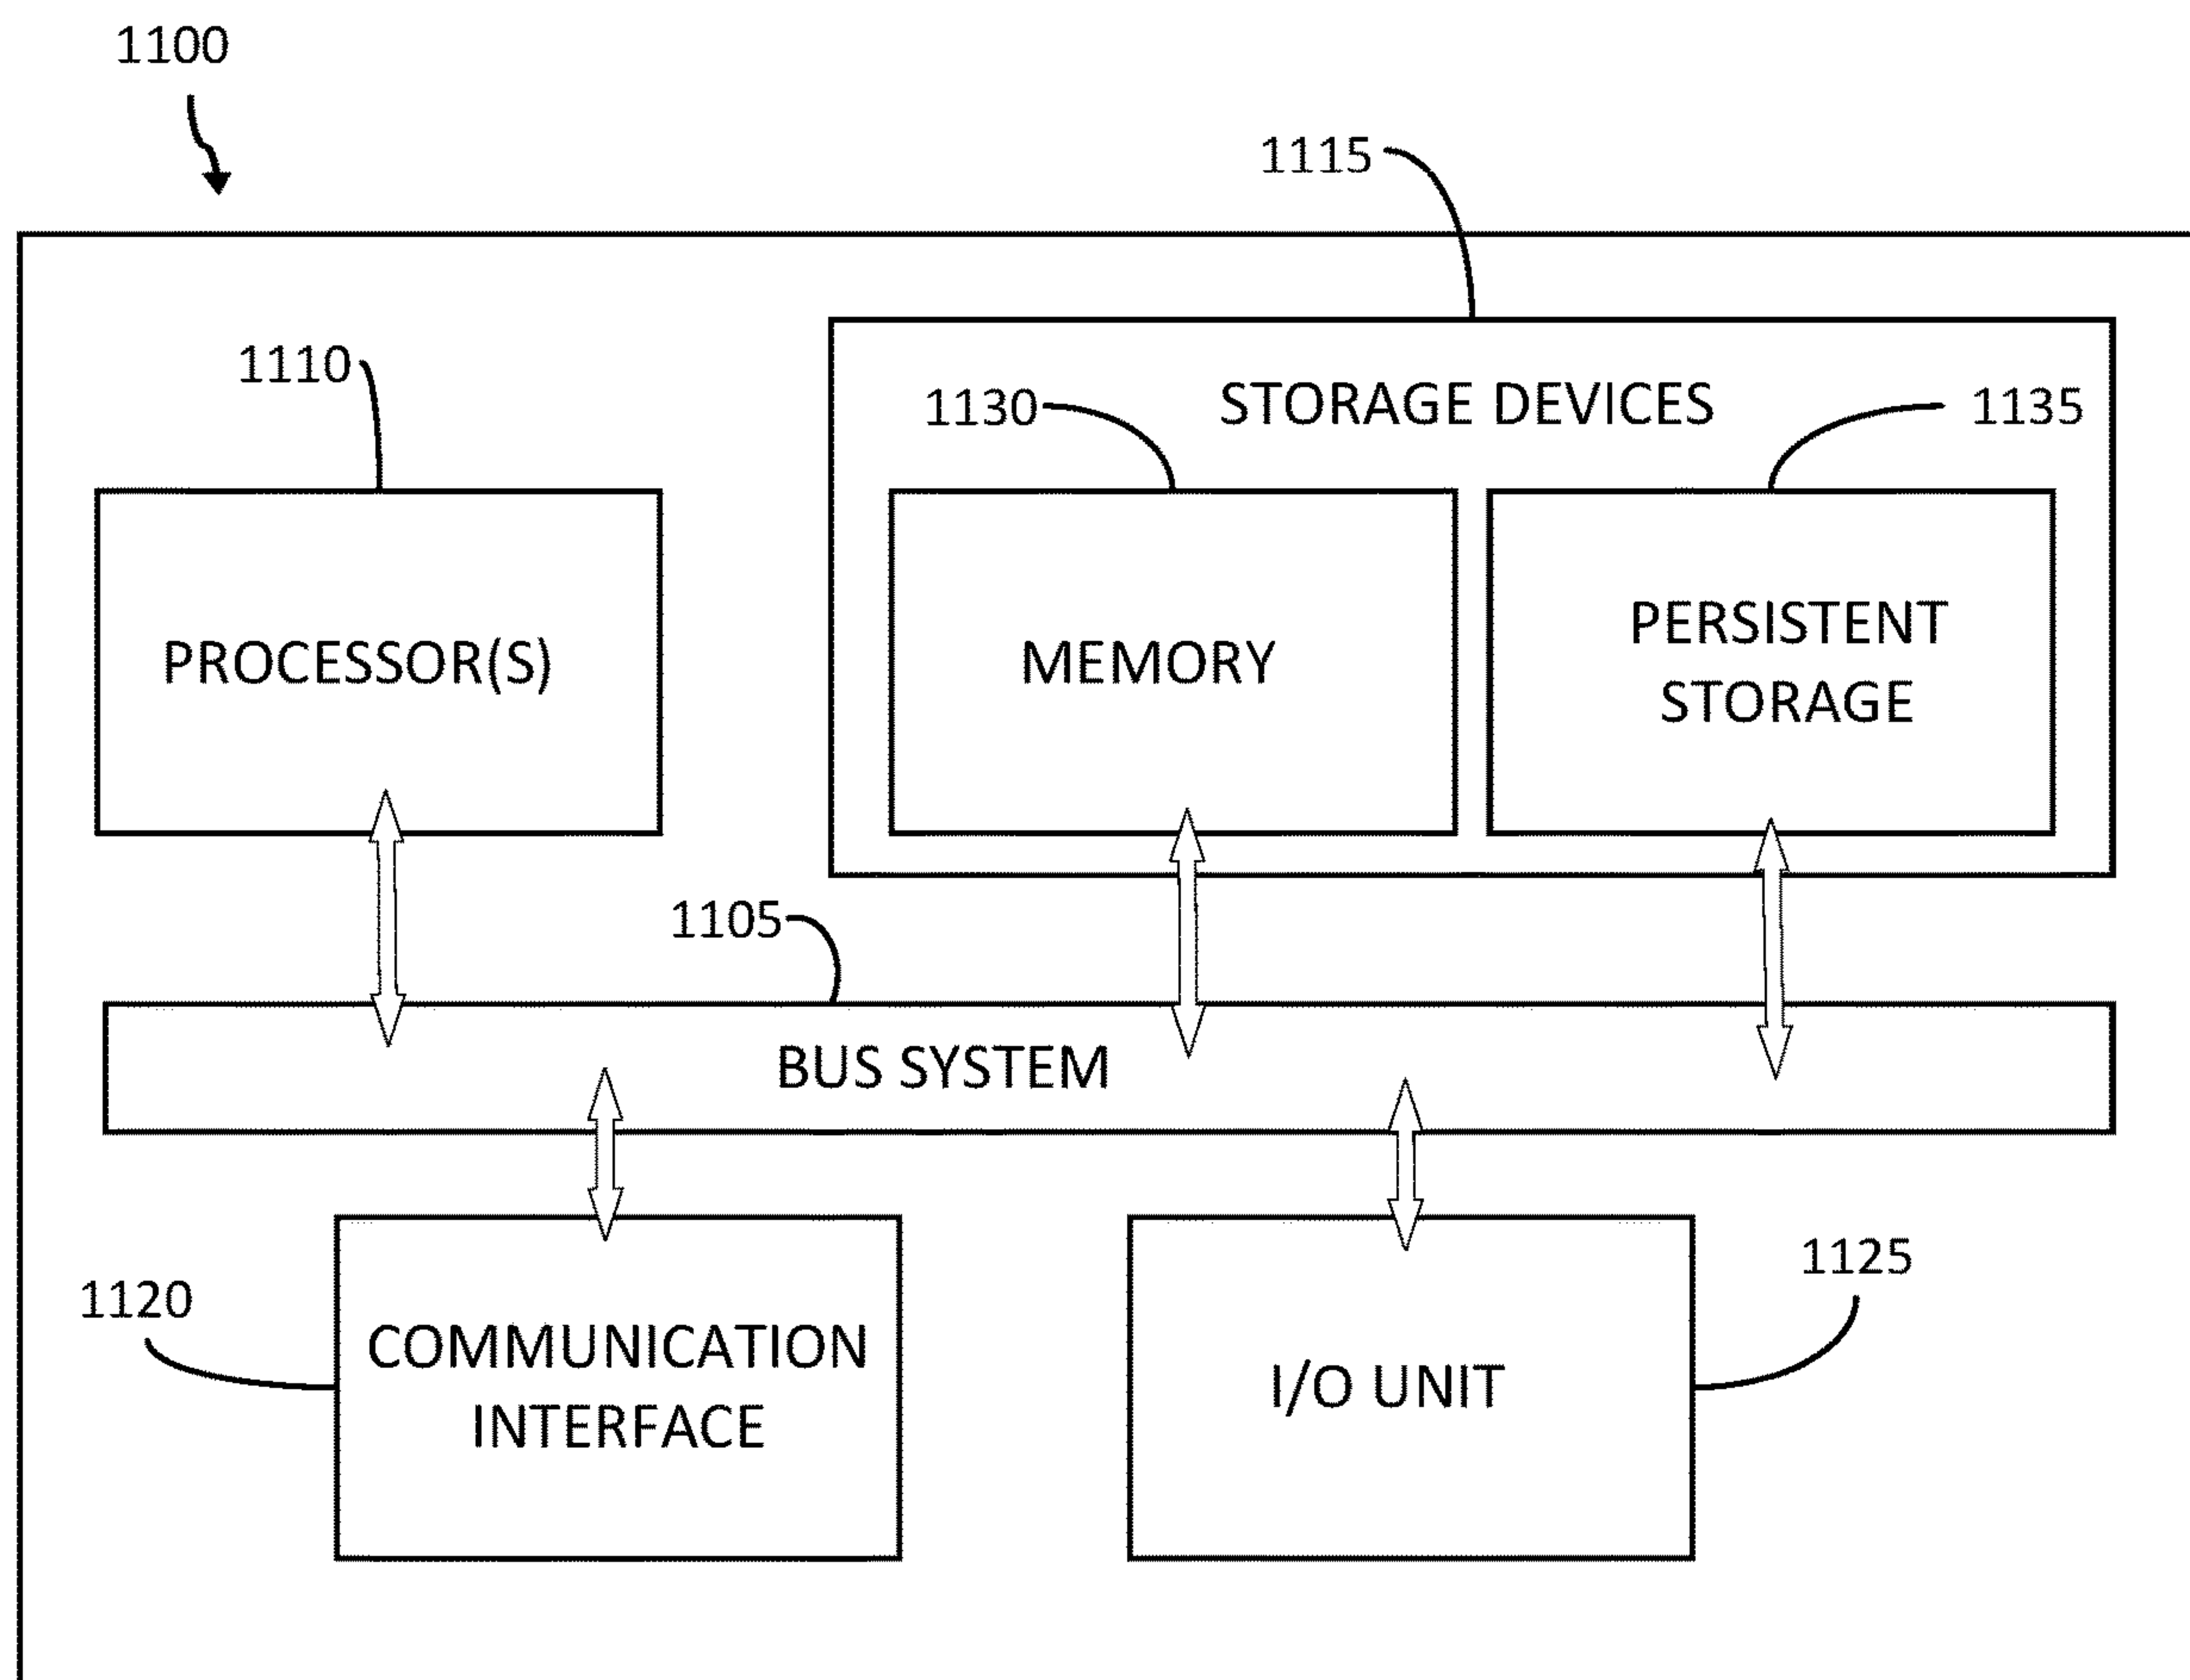 1100
1115
1110
STORAGE DEVICES
1130
1135
PROCESSOR(S)
MEMORY
PERSISTENT
STORAGE
1105
BUS SYSTEM
1120
COMMUNICATION
INTERFACE
I/O UNIT
1125